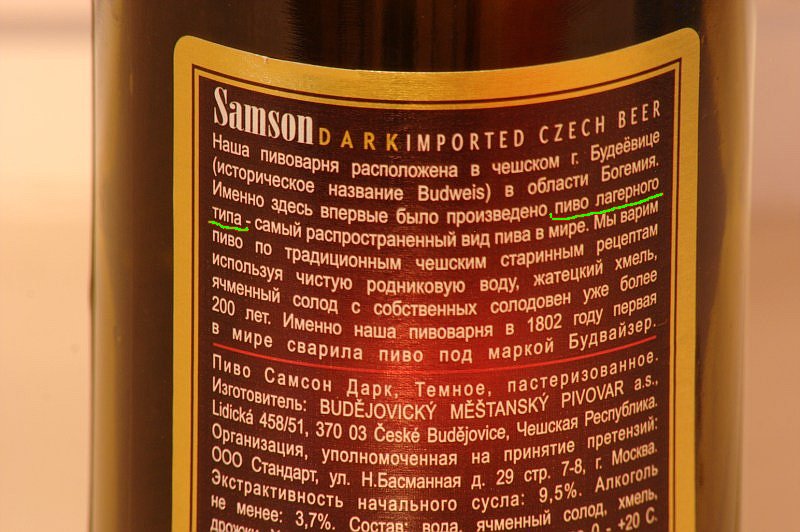 Samson DARK IMPORTED CZECH BEER
Наша пивоварня расположена в чешском г. Будеёвице
(историческое название Budweis) в области Богемия.
Именно здесь впервые было произведено пиво лагерного
типа - самый распространенный вид пива в мире. Мы варим
пиво по традиционным чешским старинным рецептам
используя чистую родниковую воду, жатецкий хмель,
ячменный солод с собственных солодовен уже более
200 лет. Именно наша пивоварня в 1802 году первая
в мире сварила пиво под маркой Будвайзер.
Пиво Самсон Дарк, Темное, пастеризованное.
Изготовитель: BUDĚJOVICKÝ MĚŠTANSKÝ PIVOVAR a.s.,
Lidická 458/51, 370 03 České Budějovice, Чешская Республика.
Организация, уполномоченная на принятие претензий:
ООО Стандарт, ул. Н.Басманная д. 29 стр. 7-8, г. Москва.
Экстрактивность начального сусла: 9,5%. Алкоголь
не менее: 3,7%. Состав: вода, ячменный солод, хмель,
дрожжи. +20 С.